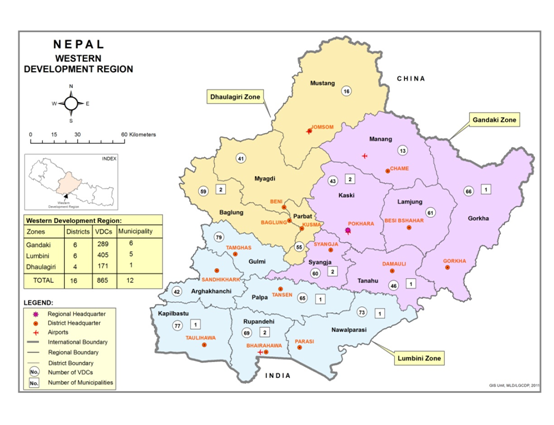 NEPAL
WESTERN
DEVELOPMENT REGION
N
W E
S
0 15 30 60 Kilometers
INDEX
Western
Development Region
Western Development Region:
Zones Districts VDCs Municipality
Gandaki 6 289 6
Lumbini 6 405 5
Dhaulagiri 4 171 1
TOTAL 16 865 12
LEGEND:
Regional Headquarter
District Headquarter
Airports
International Boundary
Regional Boundary
District Boundary
No. Number of VDCs
No. Number of Municipalities
CHINA
Dhaulagiri Zone
Gandaki Zone
Lumbini Zone
INDIA
Mustang
16
JOMSOM
Manang
13
CHAME
41
Myagdi
59 2
Baglung
BENI
BAGLUNG
Parbat
KUSMA
55
43 2
Kaski
POKHARA
Lamjung
61
BESI BSHAHAR
66 1
Gorkha
GORKHA
79
TAMGHAS
Gulmi
SYANGJA
Syangja
60 2
DAMAULI
Tanahu
46 1
SANDHIKHARK
42
Arghakhanchi
Palpa
TANSEN
65 1
Kapilbastu
77 1
TAULIKAWA
Rupandehi
69 2
BHAIRAHAWA
73 1
Nawalparasi
PARASI
GIS Unit, MLD/LGCDP, 2011